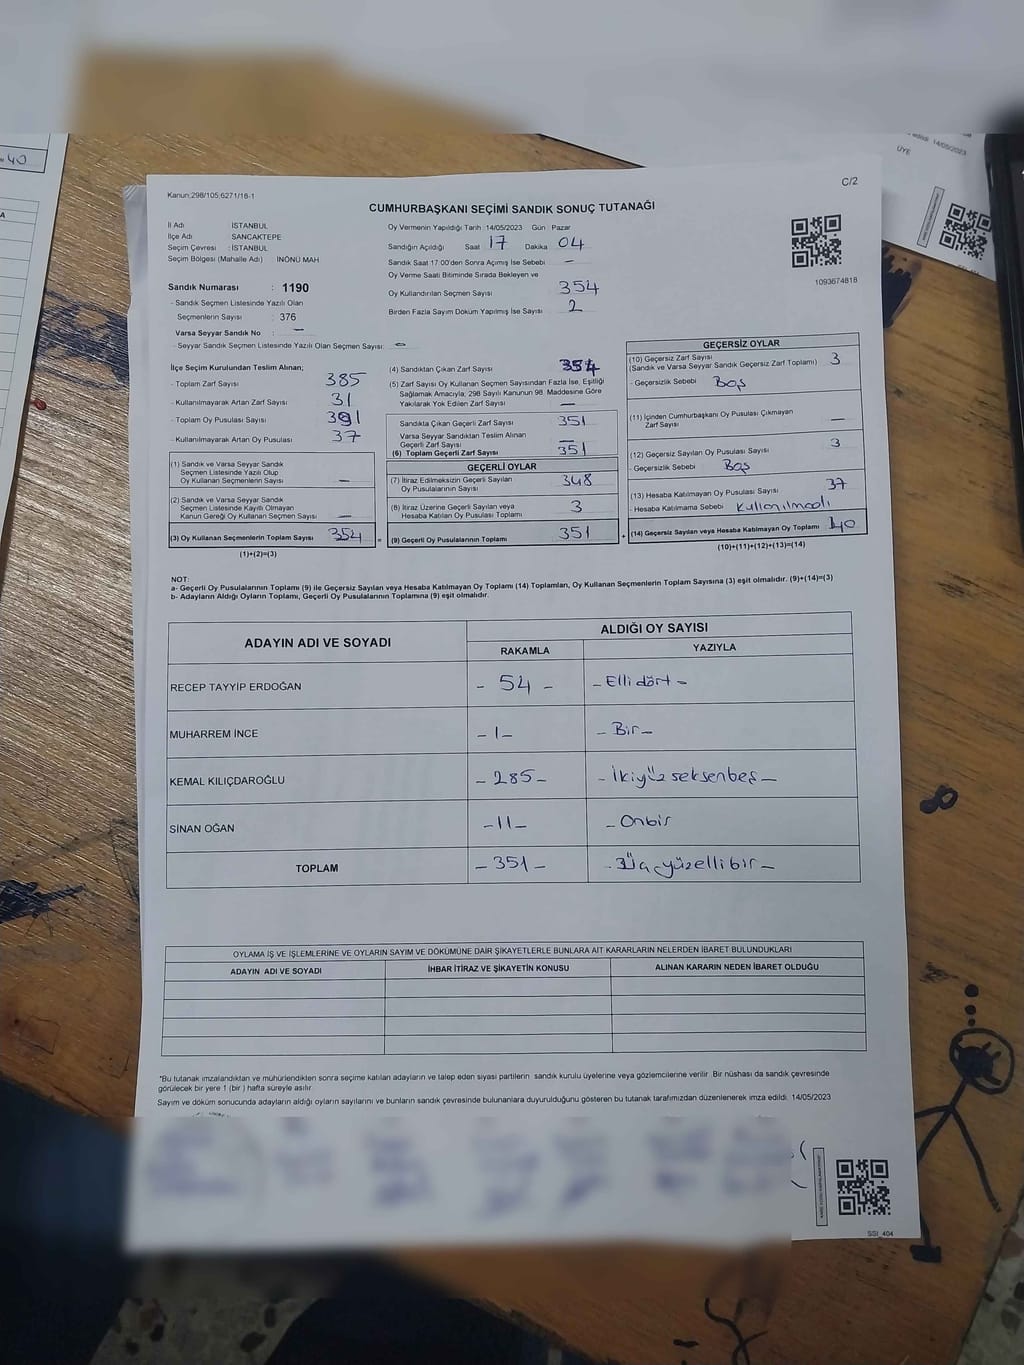 40
A
edildi: 14/05/2023
ÜYE
Kanun:298/105;6271/18-1
C/2
CUMHURBAŞKANI SEÇİMİ SANDIK SONUÇ TUTANAĞI
İl Adı : İSTANBUL
İlçe Adı : SANCAKTEPE
Seçim Çevresi : İSTANBUL
Seçim Bölgesi (Mahalle Adı) : İNÖNÜ MAH
Oy Vermenin Yapıldığı Tarih :14/05/2023 Gün : Pazar
Sandığın Açıldığı Saat 17 Dakika 04
Sandık Saat 17:00'den Sonra Açımış İse Sebebi : —
Oy Verme Saati Bitiminde Sırada Bekleyen ve
Oy Kullandırılan Seçmen Sayısı : 354
Birden Fazla Sayım Döküm Yapılmış İse Sayısı : 2
1093674818
Sandık Numarası : 1190
- Sandık Seçmen Listesinde Yazılı Olan
Seçmenlerin Sayısı : 376
Varsa Seyyar Sandık No : —
- Seyyar Sandık Seçmen Listesinde Yazılı Olan Seçmen Sayısı: —
İlçe Seçim Kurulundan Teslim Alınan;
- Toplam Zarf Sayısı : 385
- Kullanılmayarak Artan Zarf Sayısı : 31
- Toplam Oy Pusulası Sayısı : 391
- Kullanılmayarak Artan Oy Pusulası : 37
(1) Sandık ve Varsa Seyyar Sandık
Seçmen Listesinde Yazılı Olup
Oy Kullanan Seçmenlerin Sayısı : —
(2) Sandık ve Varsa Seyyar Sandık
Seçmen Listesinde Kayıtlı Olmayan
Kanun Gereği Oy Kullanan Seçmen Sayısı : —
(3) Oy Kullanan Seçmenlerin Toplam Sayısı : 354
(1)+(2)=(3)
(4) Sandıktan Çıkan Zarf Sayısı : 354
(5) Zarf Sayısı Oy Kullanan Seçmen Sayısından Fazla İse, Eşitliği
Sağlamak Amacıyla; 298 Sayılı Kanunun 98. Maddesine Göre
Yakılarak Yok Edilen Zarf Sayısı : —
Sandıkta Çıkan Geçerli Zarf Sayısı : 351
Varsa Seyyar Sandıktan Teslim Alınan
Geçerli Zarf Sayısı : —
(6) Toplam Geçerli Zarf Sayısı : 351
GEÇERLİ OYLAR
(7) İtiraz Edilmeksizin Geçerli Sayılan
Oy Pusulalarının Sayısı : 348
(8) İtiraz Üzerine Geçerli Sayılan veya
Hesaba Katılan Oy Pusulası Toplamı : 3
= (9) Geçerli Oy Pusulalarının Toplamı : 351
GEÇERSİZ OYLAR
(10) Geçersiz Zarf Sayısı : 3
(Sandık ve Varsa Seyyar Sandık Geçersiz Zarf Toplamı)
- Geçersizlik Sebebi : Boş
(11) İçinden Cumhurbaşkanı Oy Pusulası Çıkmayan
Zarf Sayısı : —
(12) Geçersiz Sayılan Oy Pusulası Sayısı : 3
- Geçersizlik Sebebi : Boş
(13) Hesaba Katılmayan Oy Pusulası Sayısı : 37
- Hesaba Katılmama Sebebi : Kullanılmadı
+ (14) Geçersiz Sayılan veya Hesaba Katılmayan Oy Toplamı : 40
(10)+(11)+(12)+(13)=(14)
NOT:
a- Geçerli Oy Pusulalarının Toplamı (9) ile Geçersiz Sayılan veya Hesaba Katılmayan Oy Toplamı (14) Toplamları, Oy Kullanan Seçmenlerin Toplam Sayısına (3) eşit olmalıdır. (9)+(14)=(3)
b- Adayların Aldığı Oyların Toplamı, Geçerli Oy Pusulalarının Toplamına (9) eşit olmalıdır.
ADAYIN ADI VE SOYADI
ALDIĞI OY SAYISI
RAKAMLA YAZIYLA
RECEP TAYYİP ERDOĞAN - 54 - - Elli dört -
MUHARREM İNCE - 1 - - Bir -
KEMAL KILIÇDAROĞLU - 285 - - İkiyüz seksenbeş -
SİNAN OĞAN - 11 - - Onbir
TOPLAM - 351 - - Üçyüzellibir -
OYLAMA İŞ VE İŞLEMLERİNE VE OYLARIN SAYIM VE DÖKÜMÜNE DAİR ŞİKAYETLERLE BUNLARA AİT KARARLARIN NELERDEN İBARET BULUNDUKLARI
ADAYIN ADI VE SOYADI İHBAR İTİRAZ VE ŞİKAYETİN KONUSU ALINAN KARARIN NEDEN İBARET OLDUĞU
*Bu tutanak imzalandıktan ve mühürlendikten sonra seçime katılan adayların ve talep eden siyasi partilerin sandık kurulu üyelerine veya gözlemcilerine verilir. Bir nüshası da sandık çevresinde
görülecek bir yere 1 (bir ) hafta süreyle asılır.
Sayım ve döküm sonucunda adayların aldığı oyların sayılarını ve bunların sandık çevresinde bulunanlara duyurulduğunu gösteren bu tutanak tarafımızdan düzenlenerek imza edildi. 14/05/2023
SSI_404